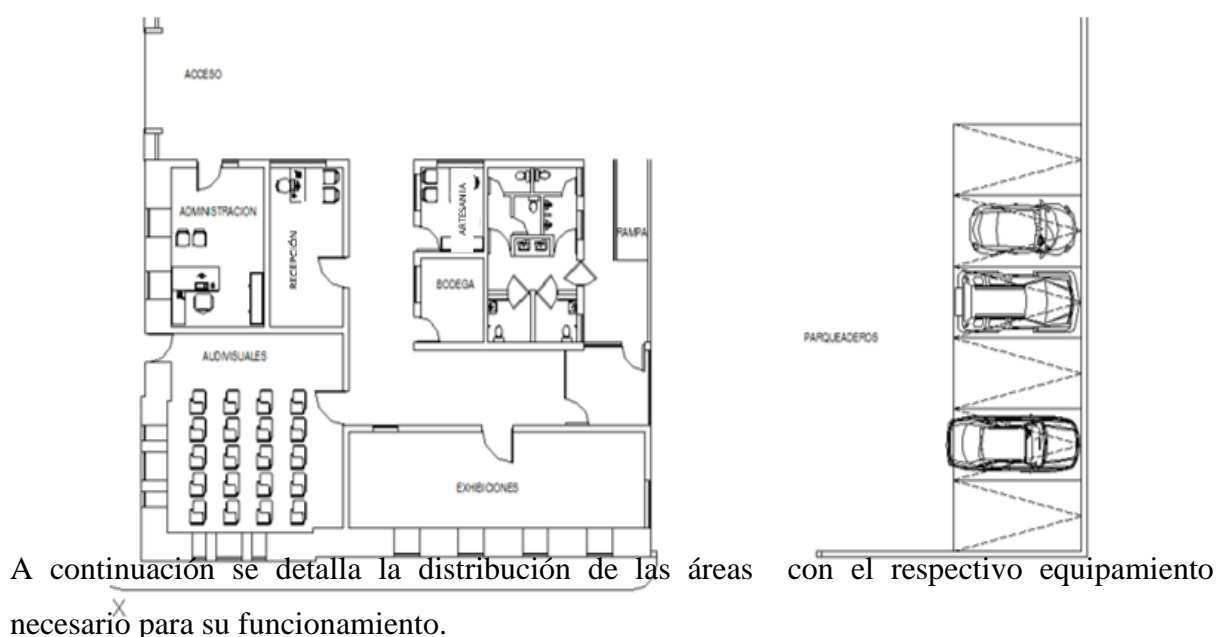 ACCESO
ADMINISTRACION
RECEPCIÓN
ARTESANIA
RAMPA
BODEGA
PARQUEADEROS
AUDIVISUALES
EXHIBICIONES
A continuación se detalla la distribución de las áreas con el respectivo equipamiento
X
necesario para su funcionamiento.